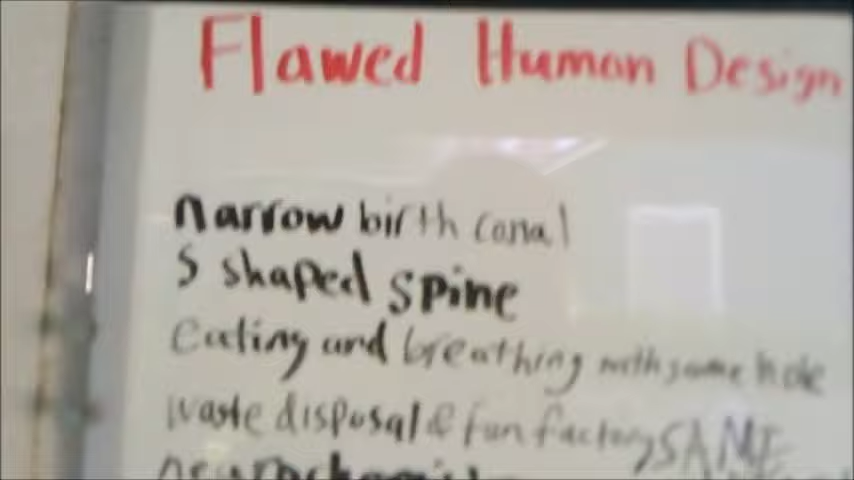 Flawed Human Design
narrow birth canal
S shaped spine
eating and breathing with same hole
waste disposal & fun factory SAME